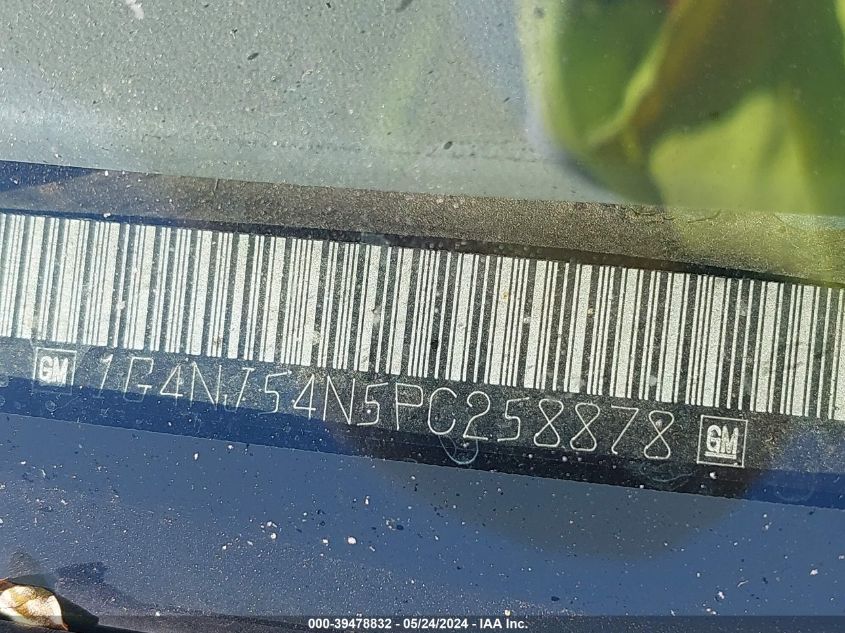 GM 1G4NJ54N5PC258878 GM
000-39478832 - 05/24/2024 - IAA Inc.